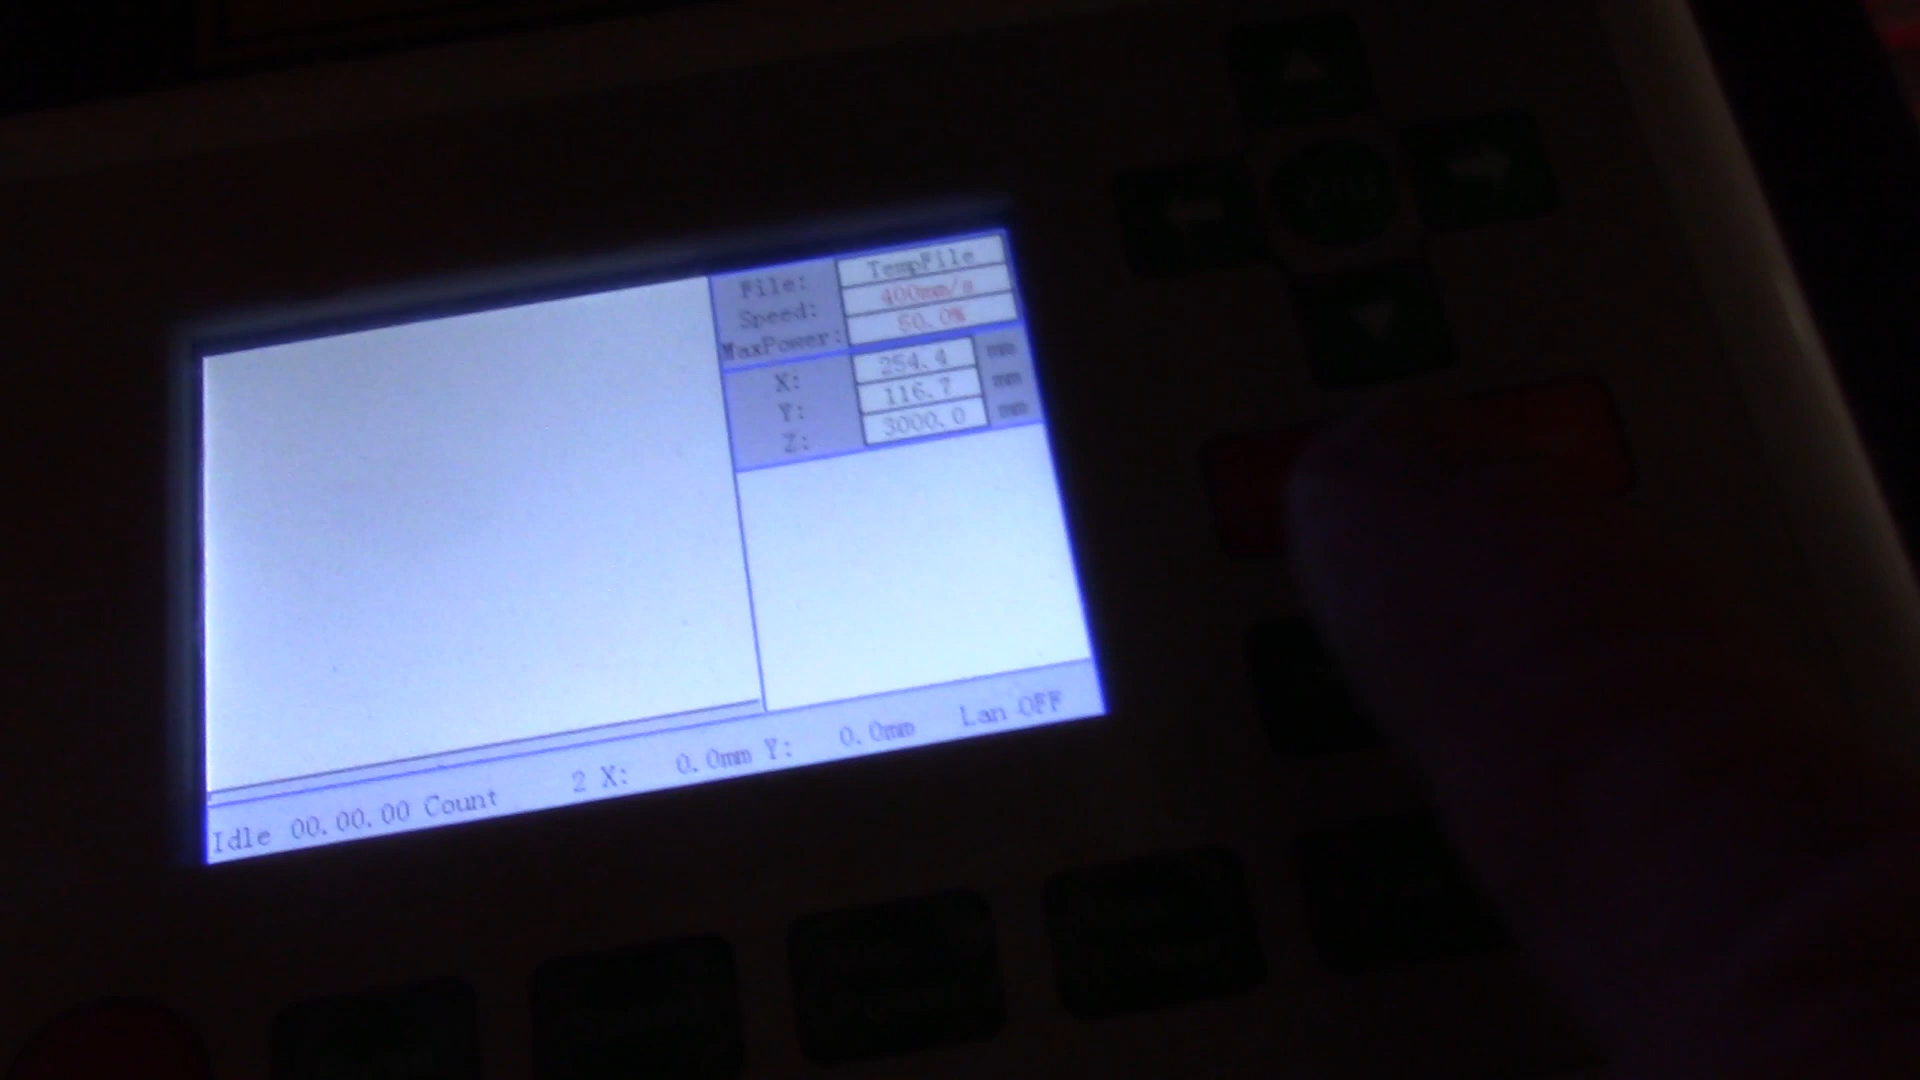 File: TempFile
Speed: 400mm/s
MaxPower: 50.0%
X: 254.4 mm
Y: 116.7 mm
Z: 3000.0 mm
Idle 00.00.00 Count 2 X: 0.0mm Y: 0.0mm Lan OFF